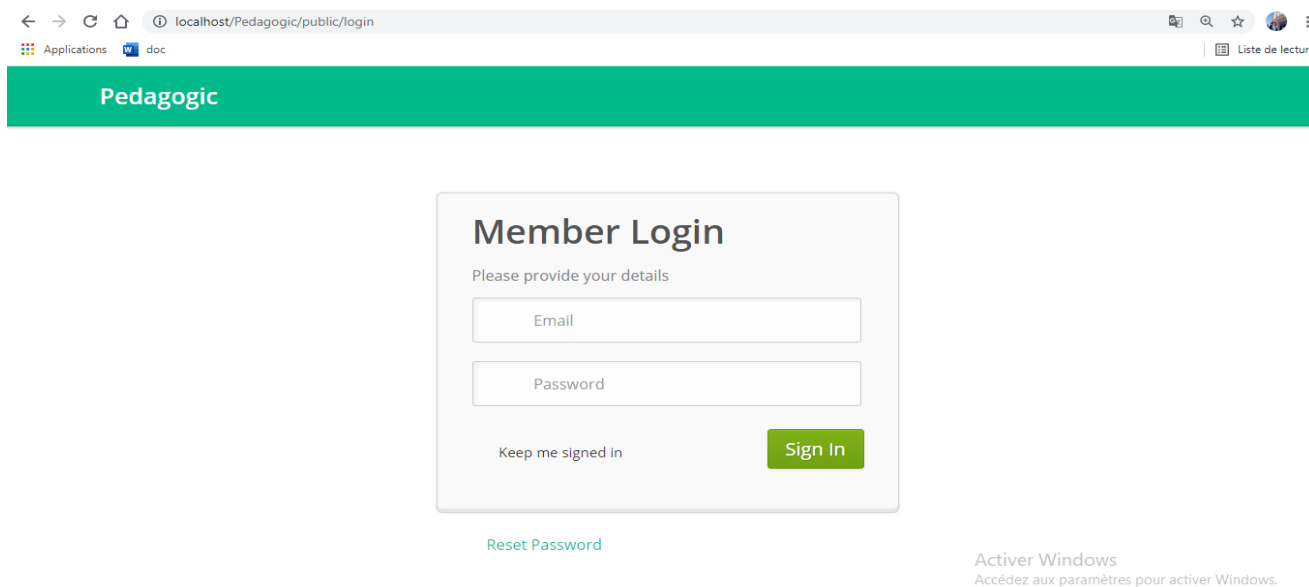 localhost/Pedagogic/public/login
Applications doc Liste de lectur
Pedagogic
Member Login
Please provide your details
Email
Password
Keep me signed in Sign In
Reset Password
Activer Windows
Accédez aux paramètres pour activer Windows.